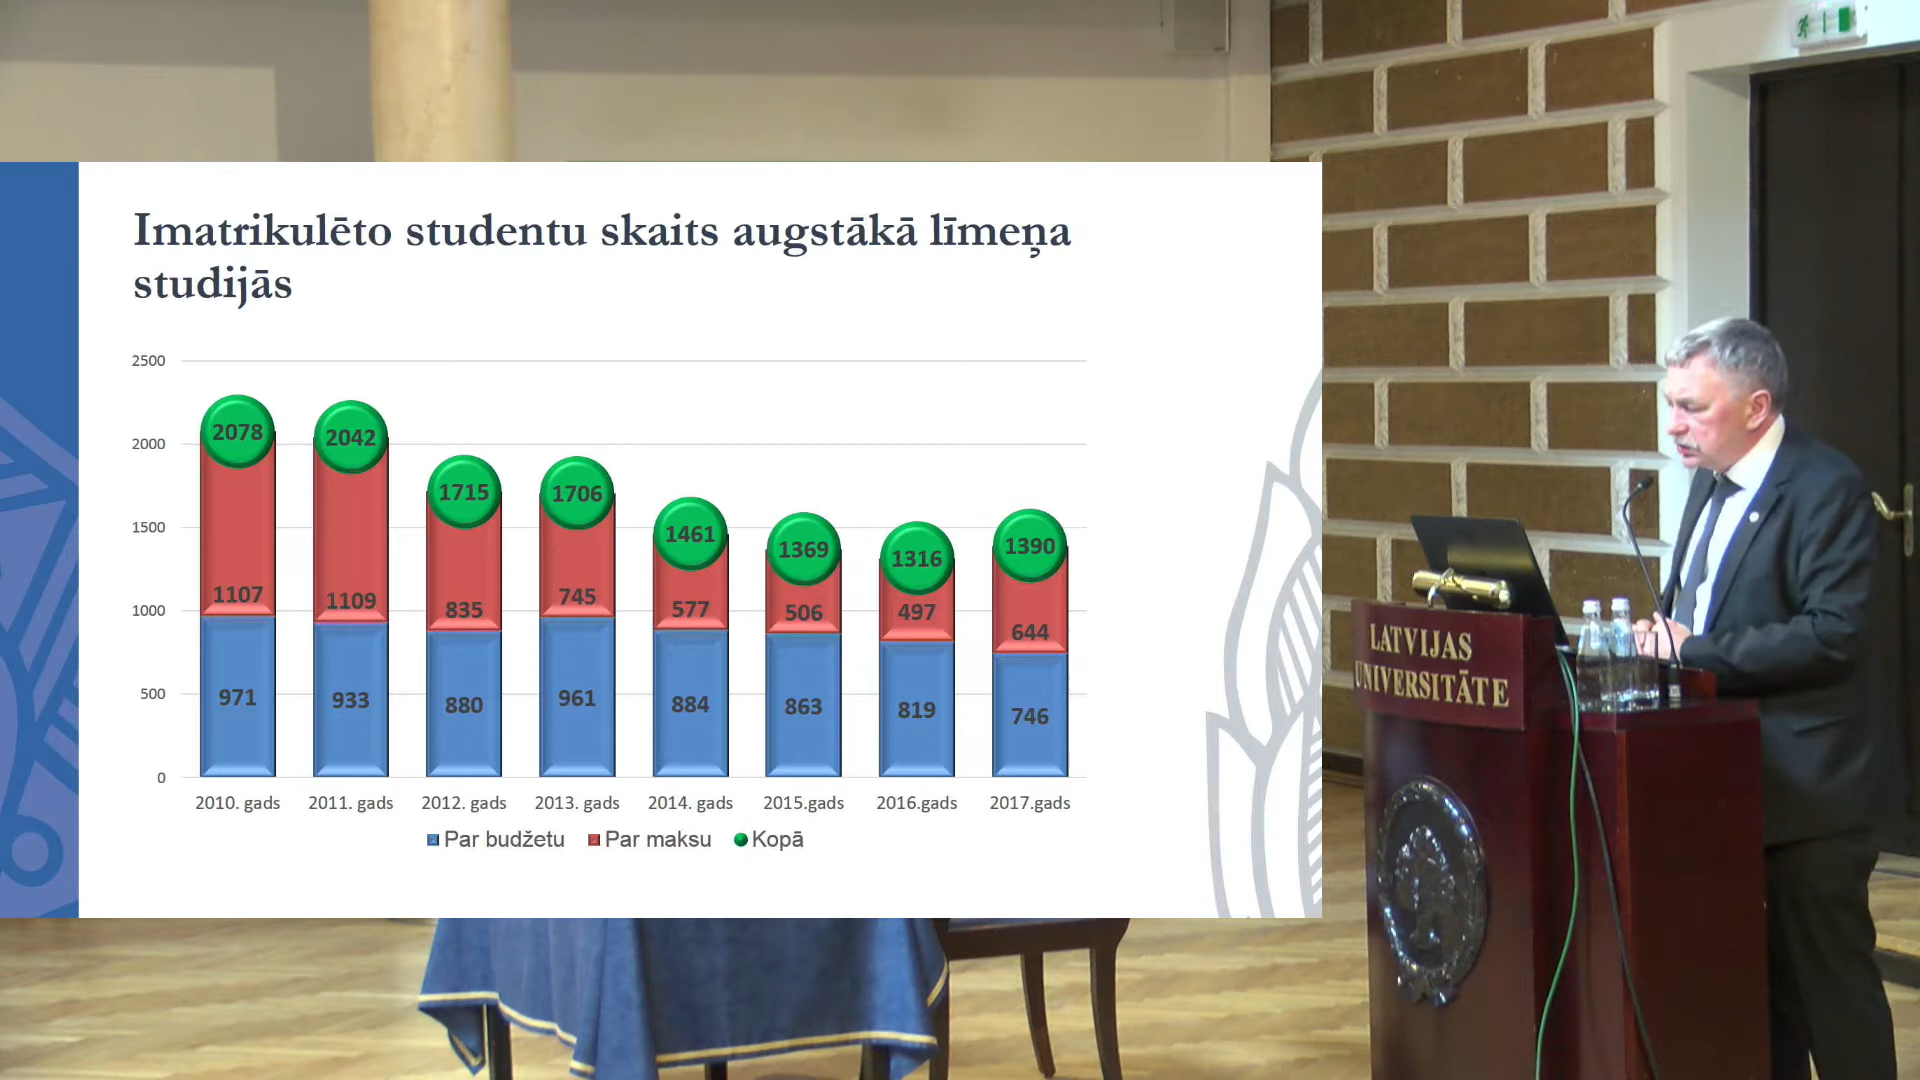 Imatrikulēto studentu skaits augstākā līmeņa
studijās
2500
2000
1500
1000
500
0
2078
2042
1715
1706
1461
1369
1316
1390
1107
1109
835
745
577
506
497
644
971
933
880
961
884
863
819
746
2010. gads
2011. gads
2012. gads
2013. gads
2014. gads
2015.gads
2016.gads
2017.gads
Par budžetu
Par maksu
Kopā
LATVIJAS
UNIVERSITĀTE